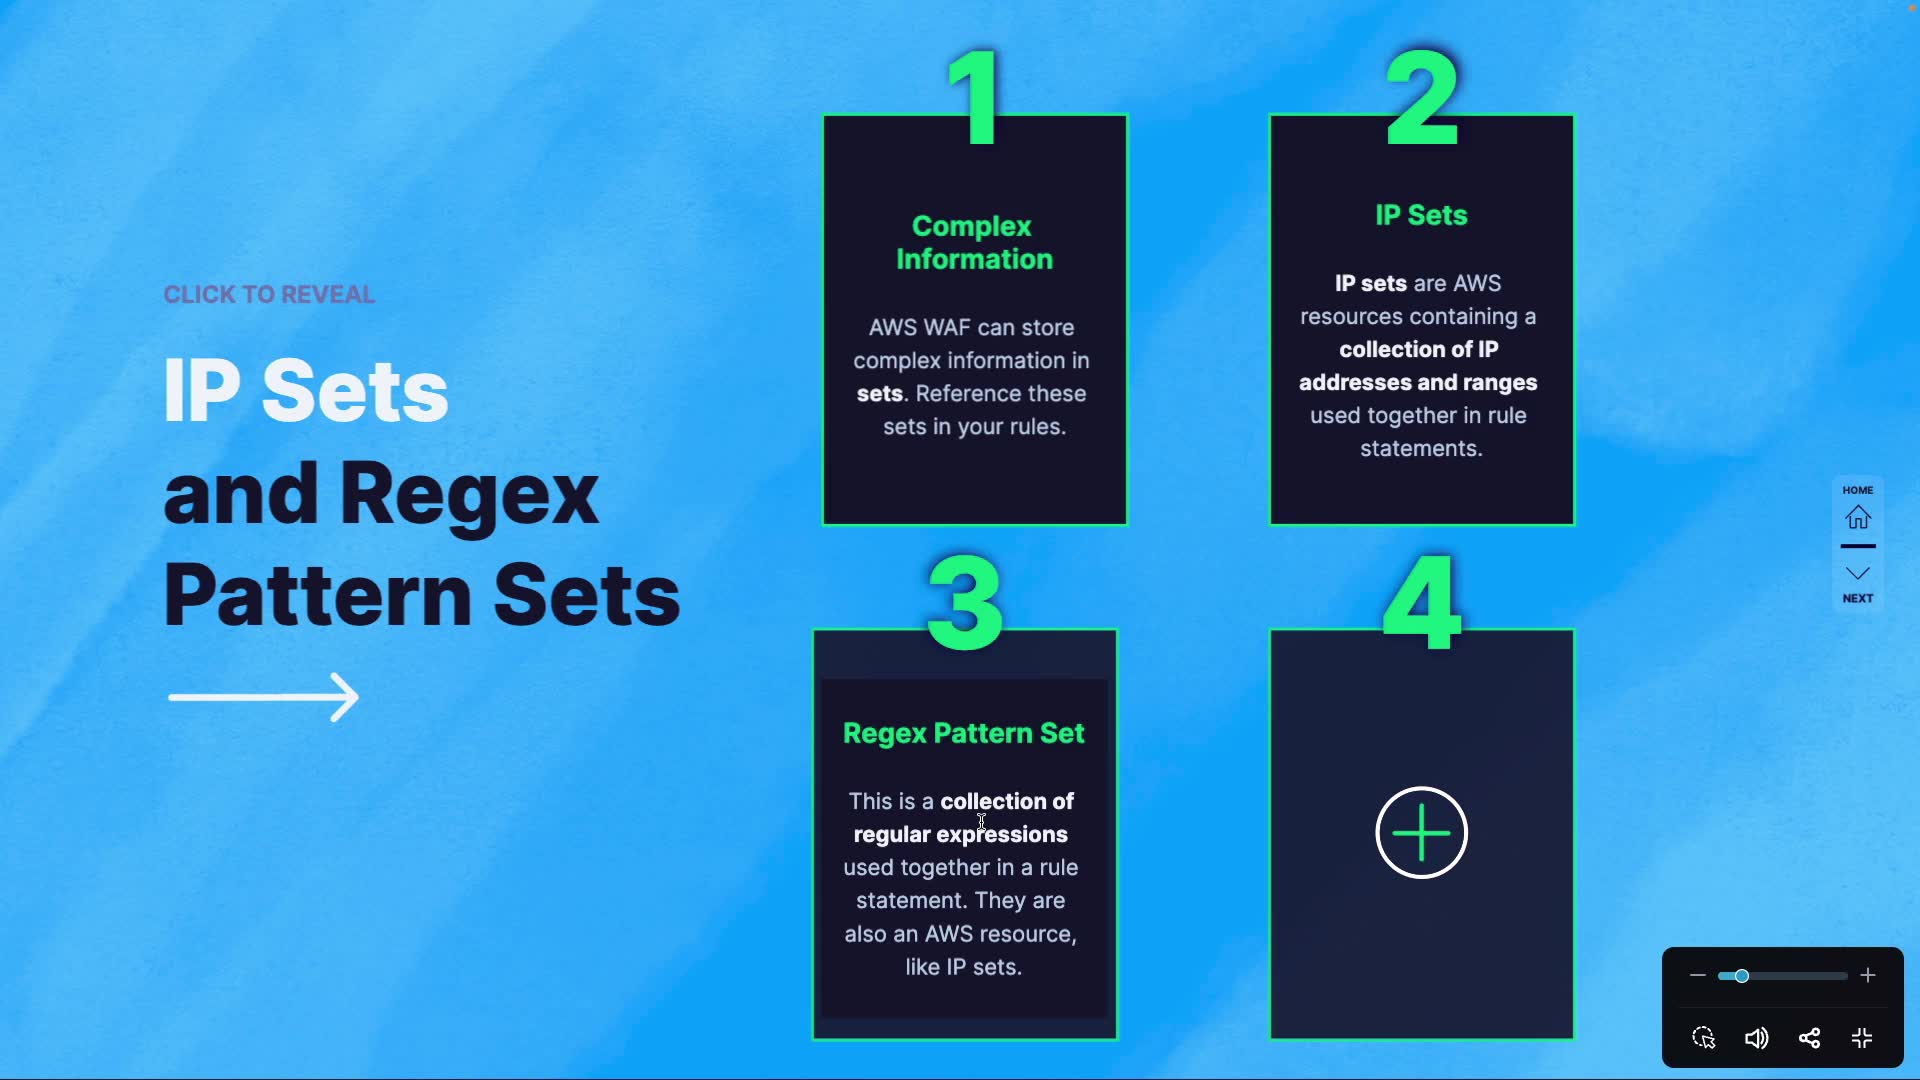 CLICK TO REVEAL
IP Sets
and Regex
Pattern Sets
1
Complex
Information
AWS WAF can store
complex information in
sets. Reference these
sets in your rules.
2
IP Sets
IP sets are AWS
resources containing a
collection of IP
addresses and ranges
used together in rule
statements.
3
Regex Pattern Set
This is a collection of
regular expressions
used together in a rule
statement. They are
also an AWS resource,
like IP sets.
4
HOME
NEXT